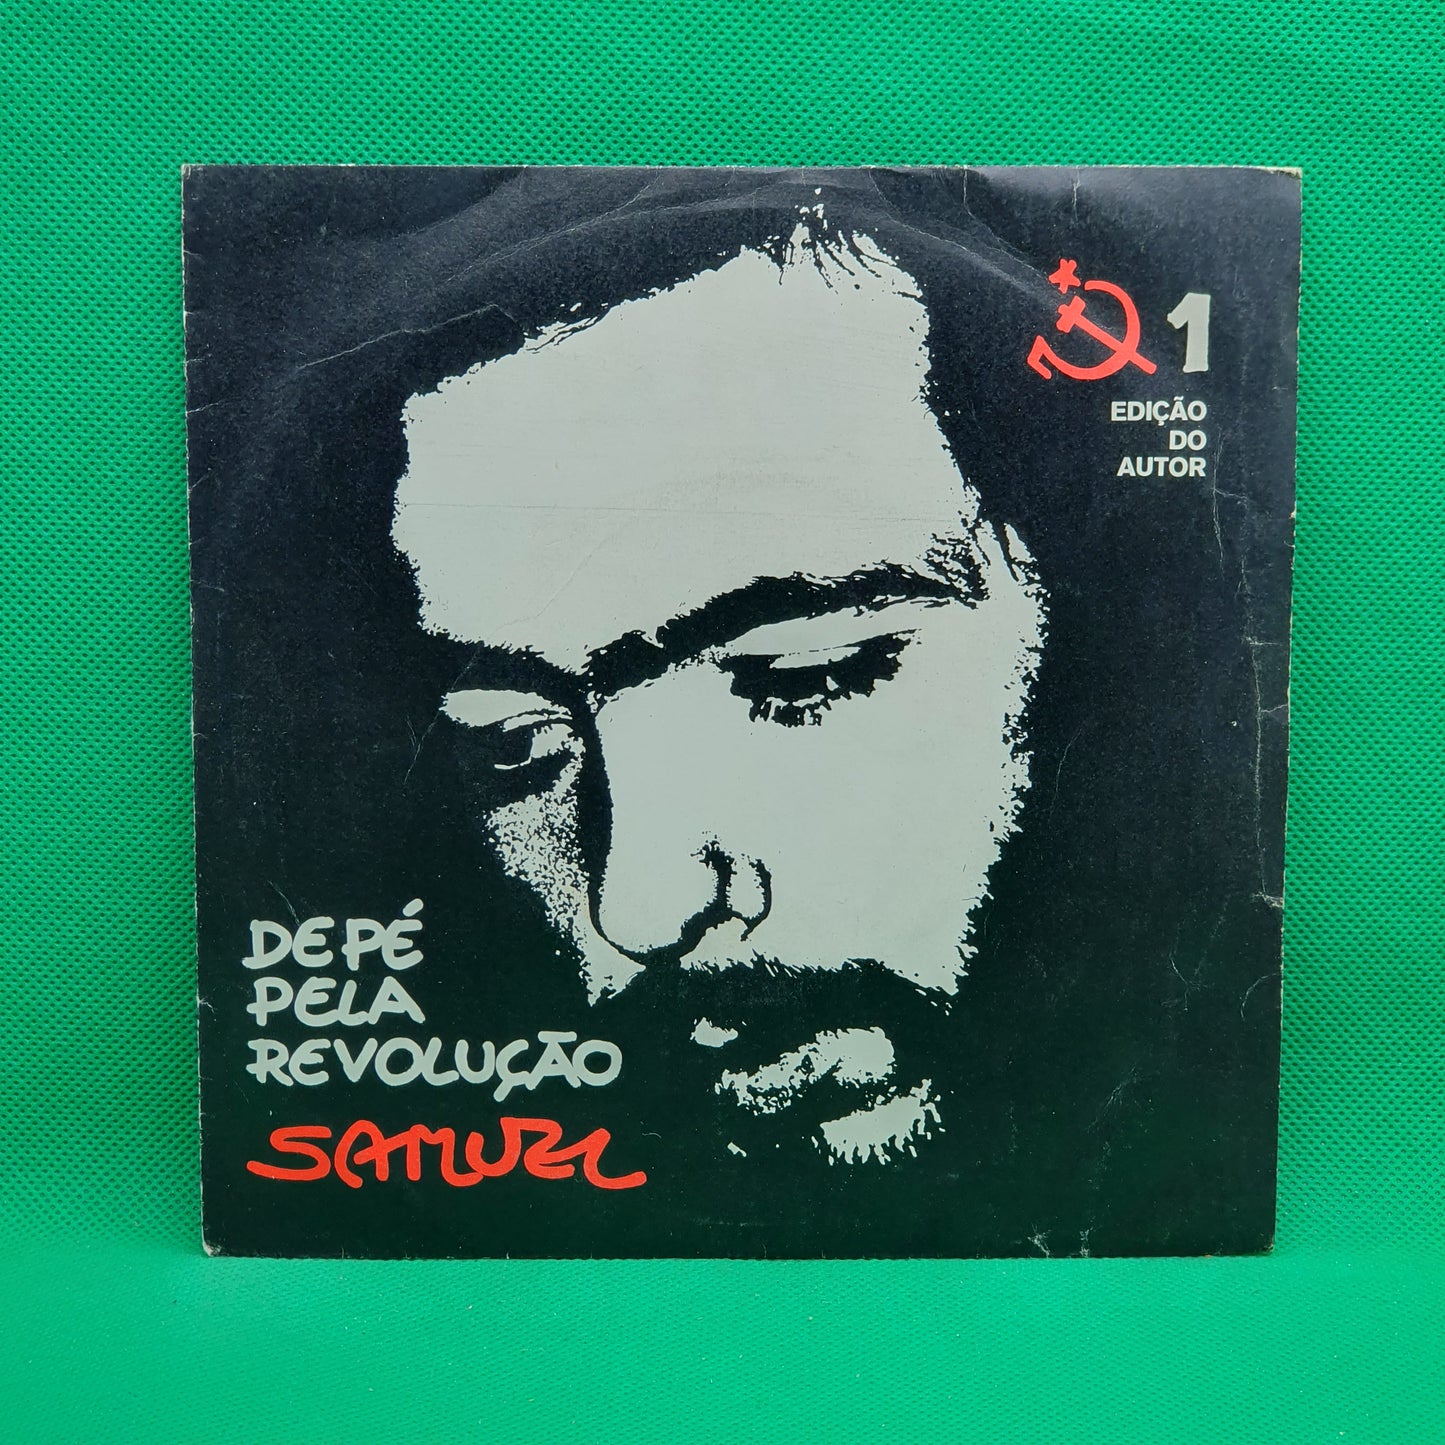 1
EDIÇÃO
DO
AUTOR
DE PÉ
PELA
REVOLUÇÃO
SAMUEL